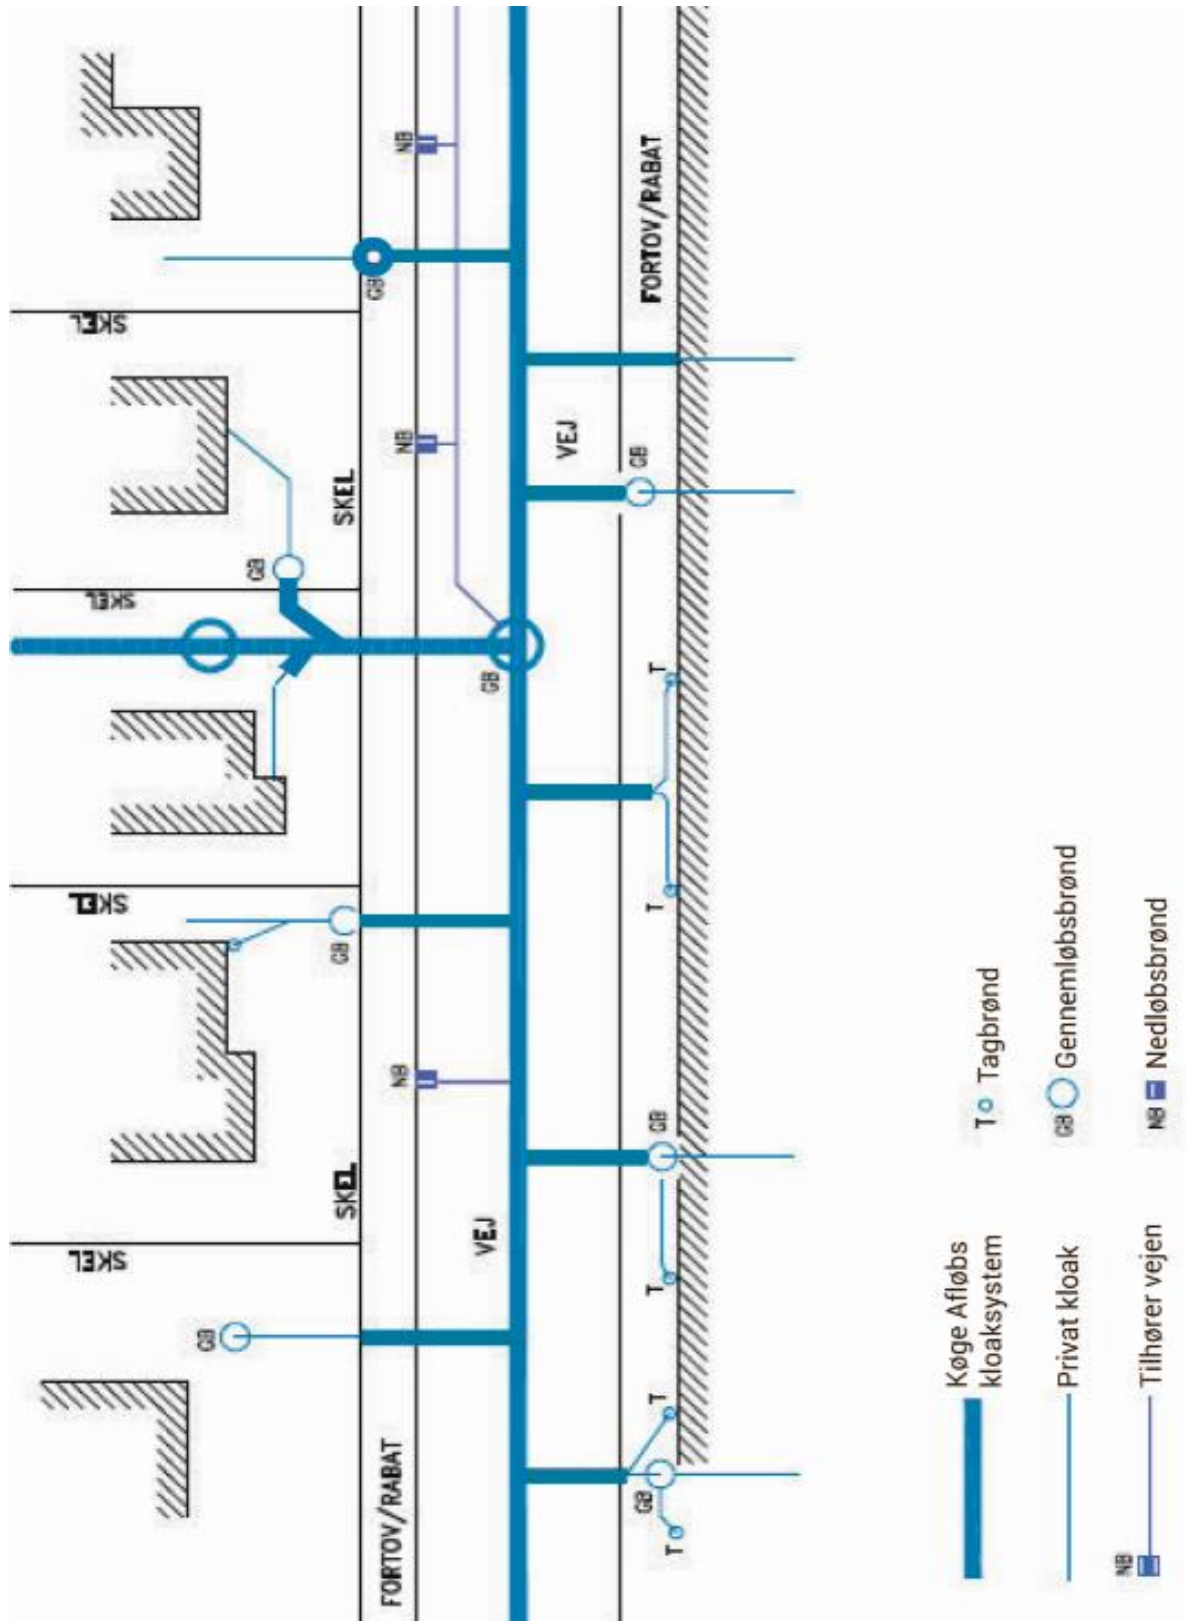 SKEL
SKEL
SKEL
SKEL
GB
GB
SKEL
GB
SKEL
GB
FORTOV/RABAT
NB
NB
NB
VEJ
GB
VEJ
GB
GB
GB
FORTOV/RABAT
T
T
T
T
T
Køge Afløbs
kloaksystem
T Tagbrønd
Privat kloak
GB Gennemløbsbrønd
NB Tilhører vejen
NB Nedløbsbrønd